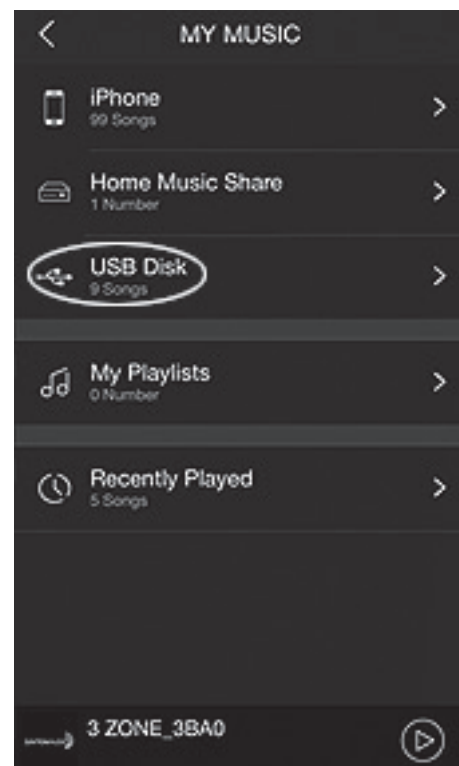 MY MUSIC
iPhone
99 Songs
Home Music Share
1 Number
USB Disk
9 Songs
My Playlists
0 Number
Recently Played
5 Songs
3 ZONE_3BA0